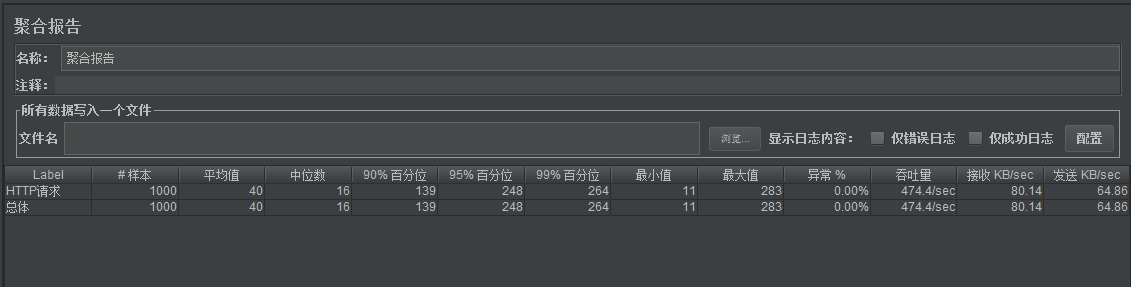 聚合报告
名称： 聚合报告
注释：
所有数据写入一个文件
文件名 浏览... 显示日志内容： 仅错误日志 仅成功日志 配置
Label # 样本 平均值 中位数 90% 百分位 95% 百分位 99% 百分位 最小值 最大值 异常 % 吞吐量 接收 KB/sec 发送 KB/sec
HTTP请求 1000 40 16 139 248 264 11 283 0.00% 474.4/sec 80.14 64.86
总体 1000 40 16 139 248 264 11 283 0.00% 474.4/sec 80.14 64.86